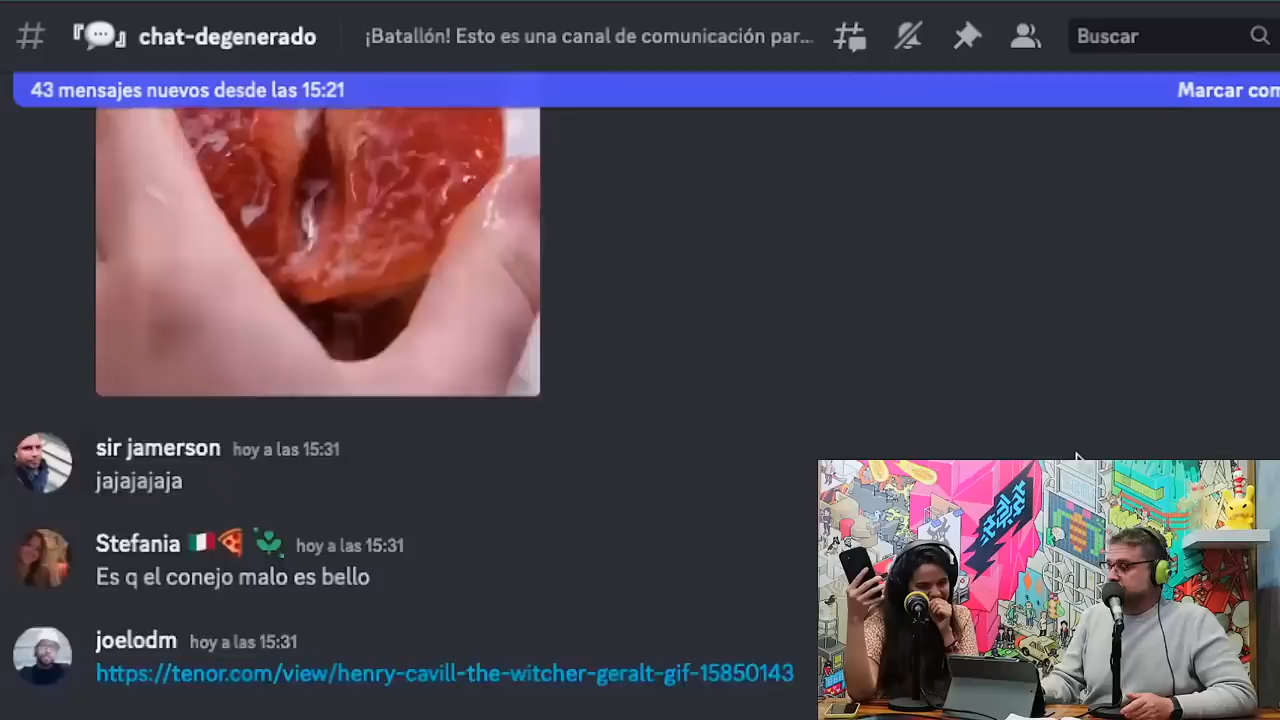 chat-degenerado
¡Batallón! Esto es una canal de comunicación par...
Buscar
43 mensajes nuevos desde las 15:21
Marcar com
sir jamerson hoy a las 15:31
jajajajaja
Stefania hoy a las 15:31
Es q el conejo malo es bello
joelodm hoy a las 15:31
https://tenor.com/view/henry-cavill-the-witcher-geralt-gif-15850143